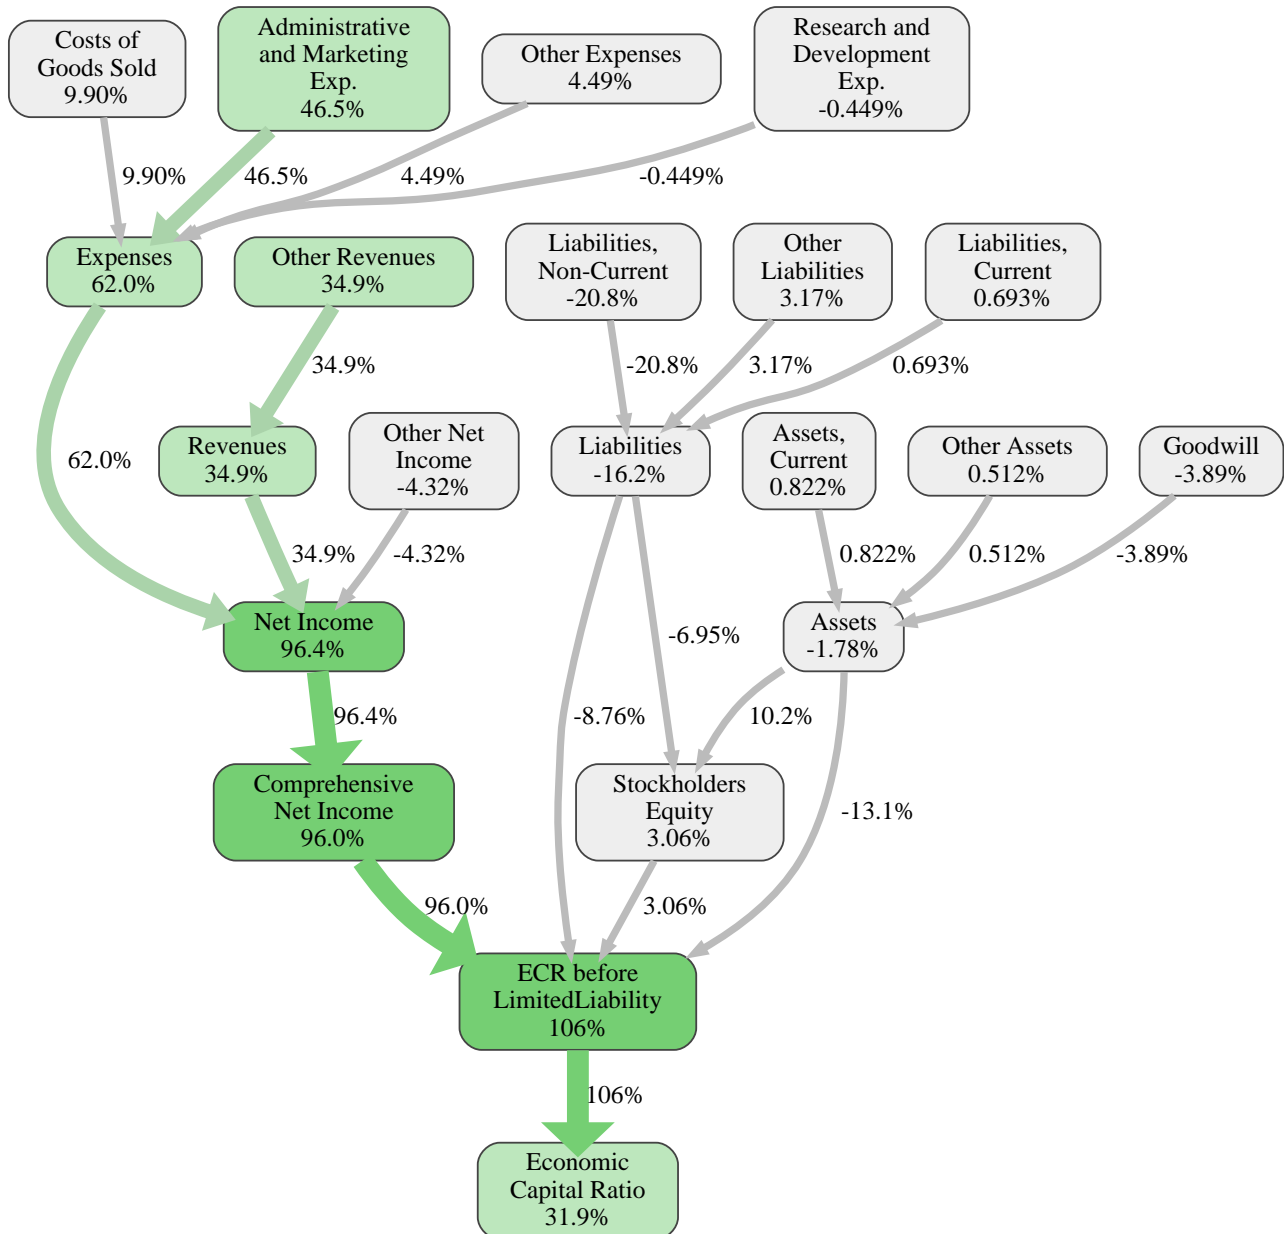 Costs of
Goods Sold
9.90%
Administrative
and Marketing
Exp.
46.5%
Other Expenses
4.49%
Research and
Development
Exp.
-0.449%
9.90%
46.5%
4.49%
-0.449%
Expenses
62.0%
Other Revenues
34.9%
Liabilities,
Non-Current
-20.8%
Other
Liabilities
3.17%
Liabilities,
Current
0.693%
34.9%
-20.8%
3.17%
0.693%
62.0%
Revenues
34.9%
Other Net
Income
-4.32%
Liabilities
-16.2%
Assets,
Current
0.822%
Other Assets
0.512%
Goodwill
-3.89%
34.9%
-4.32%
0.822%
0.512%
-3.89%
Net Income
96.4%
-6.95%
Assets
-1.78%
96.4%
-8.76%
10.2%
Comprehensive
Net Income
96.0%
Stockholders
Equity
3.06%
-13.1%
96.0%
3.06%
ECR before
LimitedLiability
106%
106%
Economic
Capital Ratio
31.9%